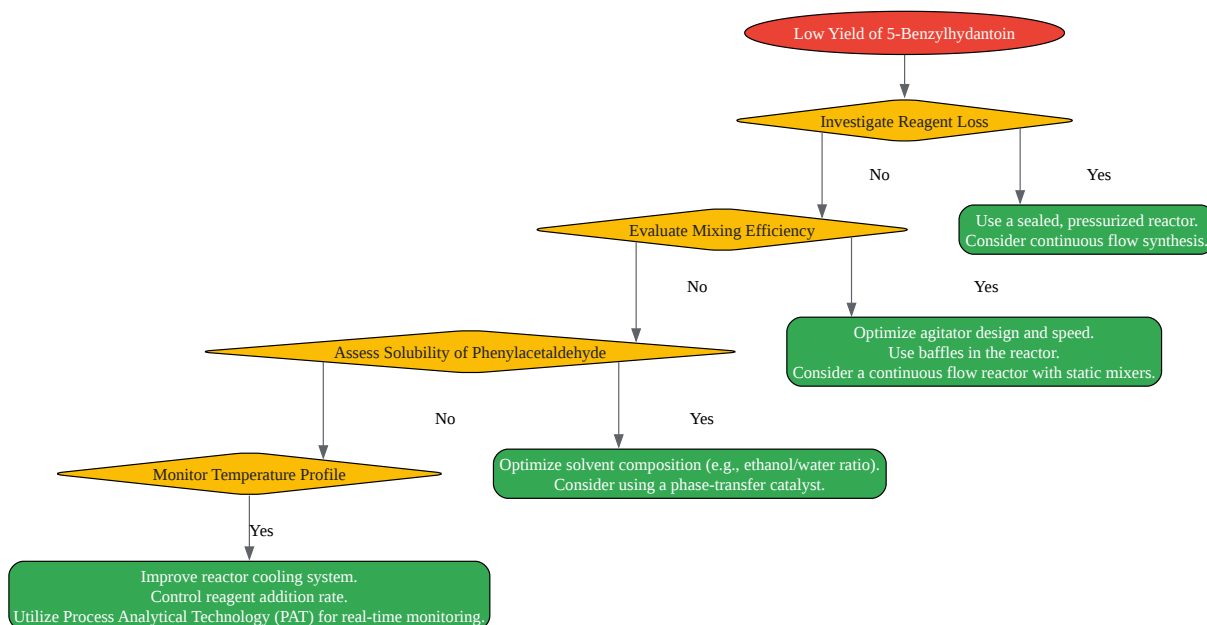 Low Yield of 5-Benzylhydantoin
Investigate Reagent Loss
No
Yes
Use a sealed, pressurized reactor.
Consider continuous flow synthesis.
Evaluate Mixing Efficiency
No
Yes
Optimize agitator design and speed.
Use baffles in the reactor.
Consider a continuous flow reactor with static mixers.
Assess Solubility of Phenylacetaldehyde
No
Yes
Optimize solvent composition (e.g., ethanol/water ratio).
Consider using a phase-transfer catalyst.
Monitor Temperature Profile
Yes
Improve reactor cooling system.
Control reagent addition rate.
Utilize Process Analytical Technology (PAT) for real-time monitoring.